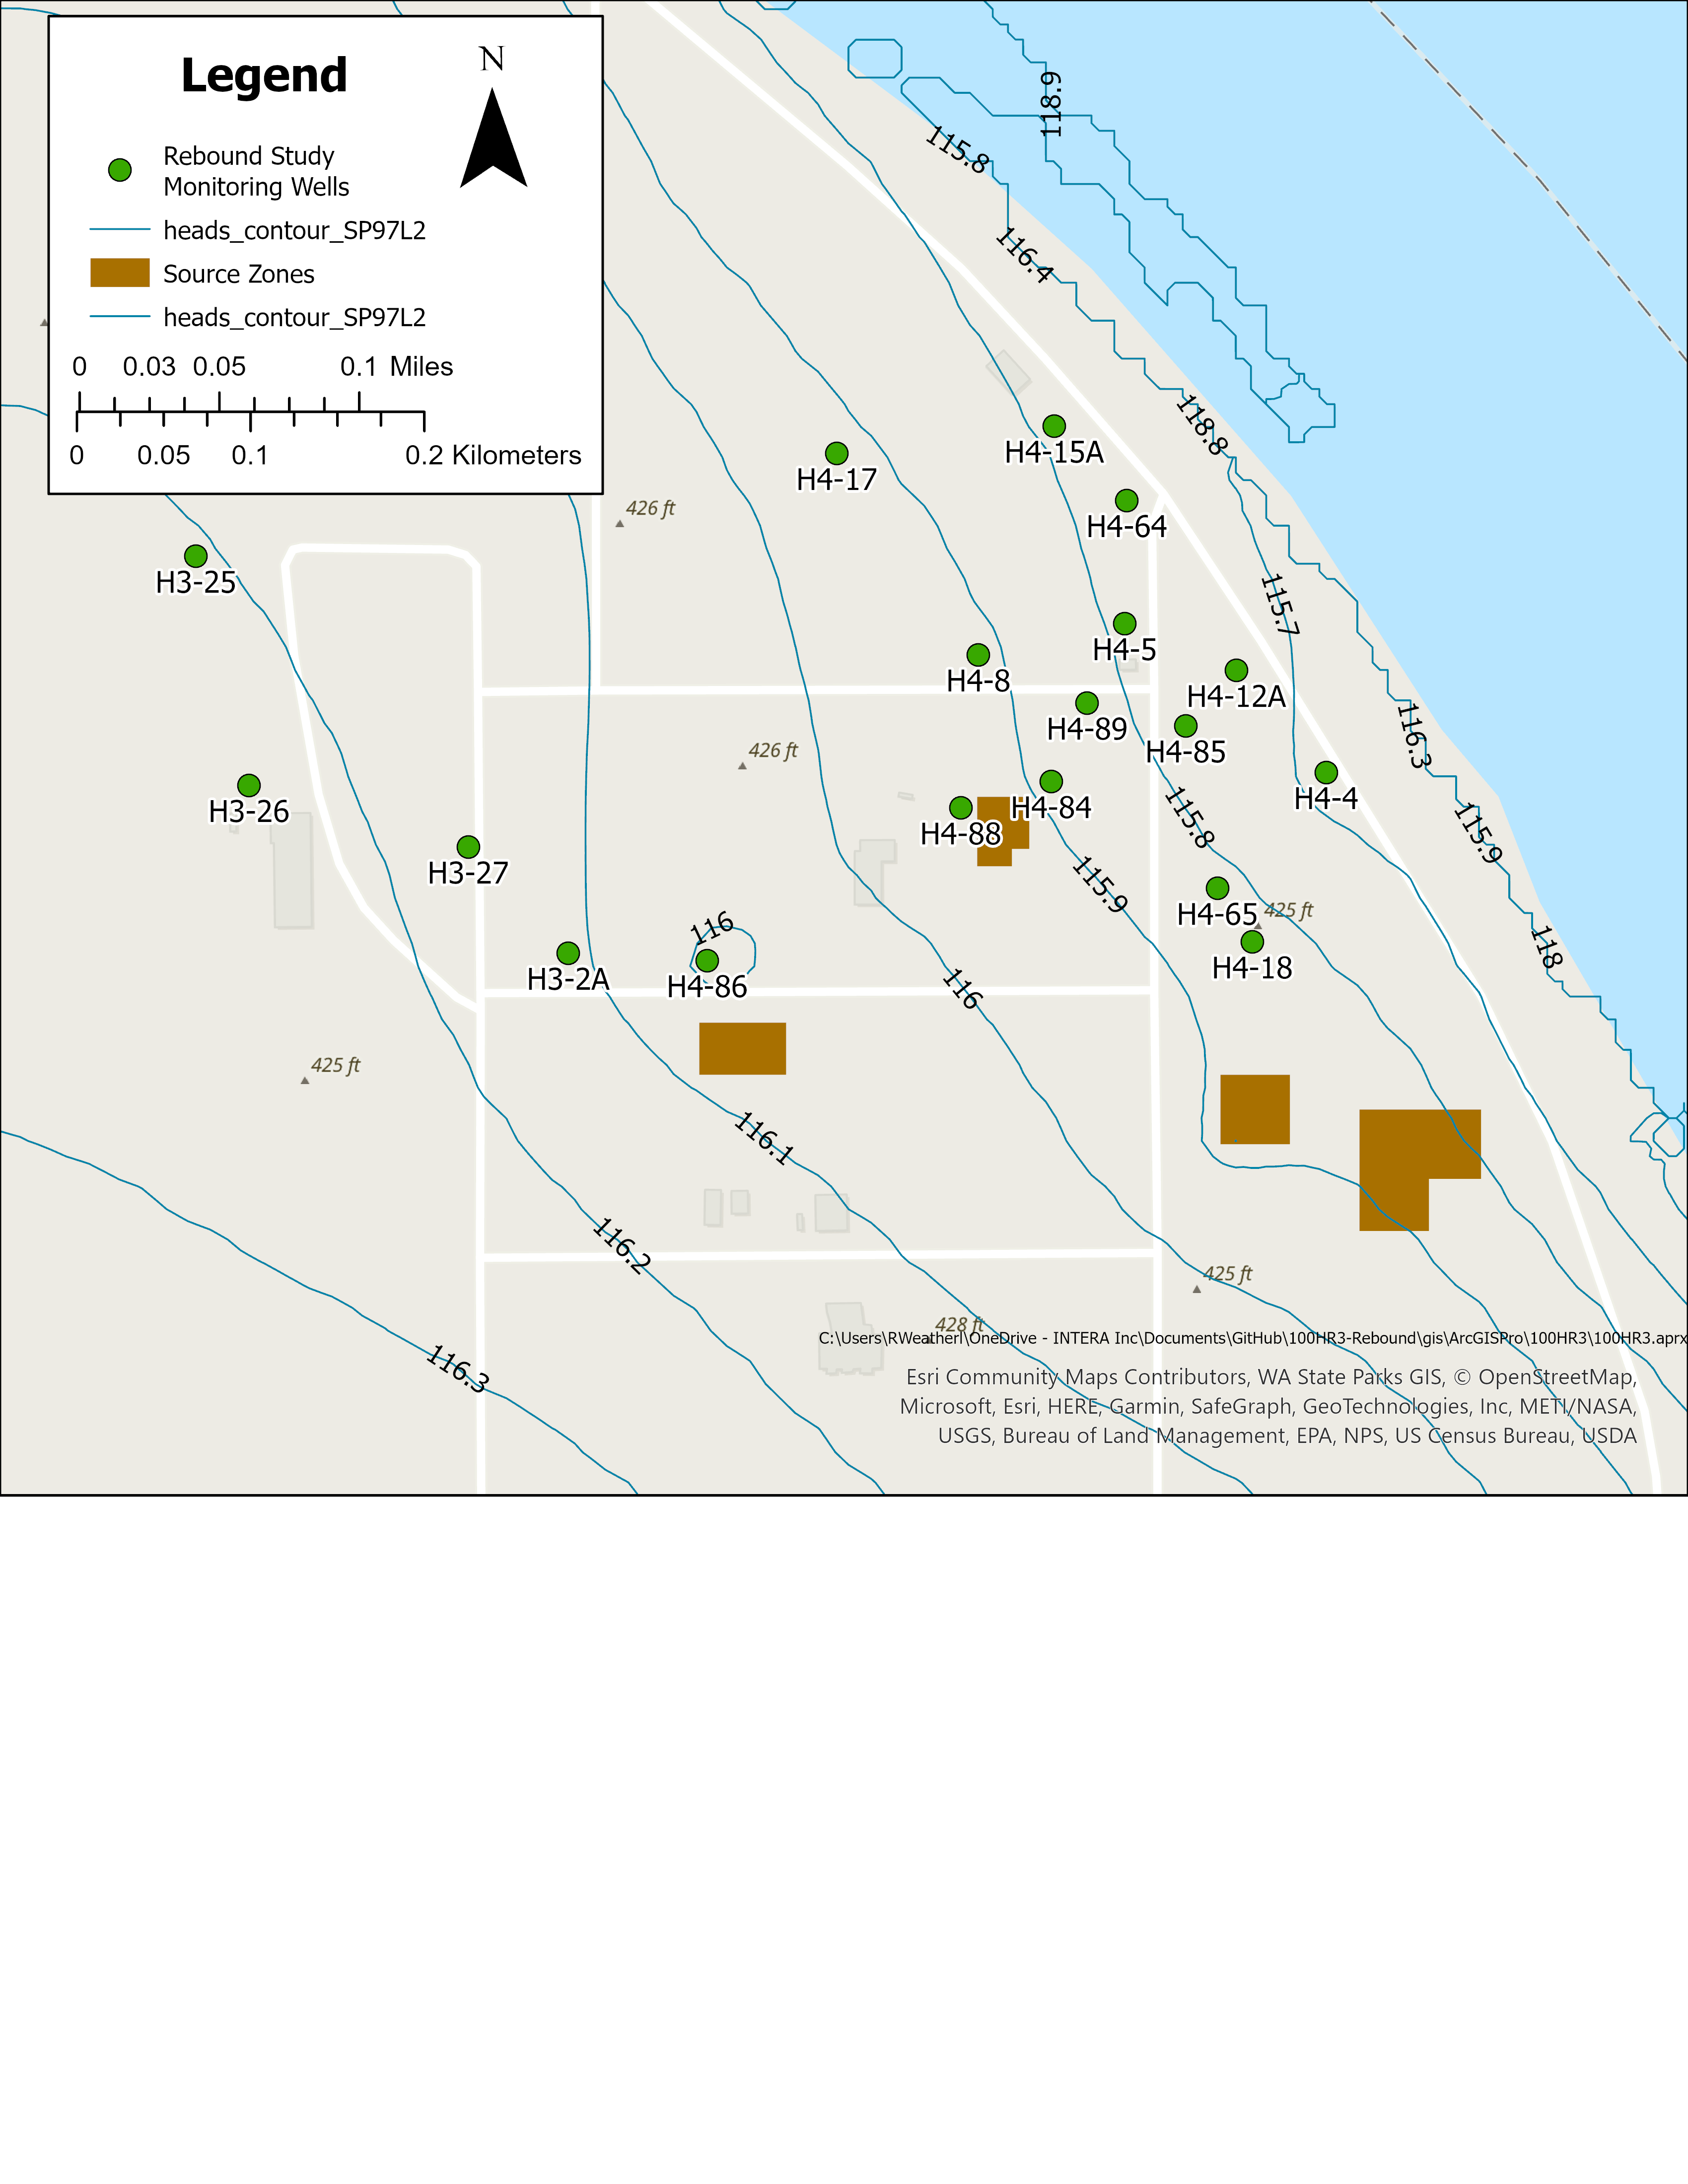 Legend
N
Rebound Study
Monitoring Wells
heads_contour_SP97L2
Source Zones
heads_contour_SP97L2
0 0.03 0.05 0.1 Miles
0 0.05 0.1 0.2 Kilometers
118.9
115.8
116.4
118.8
H4-15A
H4-17
426 ft
H4-64
H3-25
115.7
H4-5
H4-8
H4-12A
H4-89
116.3
H4-85
426 ft
H4-4
H3-26
H4-84
115.8
H4-88
115.9
H3-27
115.9
H4-65
425 ft
116
118
H4-18
H3-2A
H4-86
116
425 ft
116.1
116.2
425 ft
428 ft
C:\Users\RWeatherl\OneDrive - INTERA Inc\Documents\GitHub\100HR3-Rebound\gis\ArcGISPro\100HR3\100HR3.aprx
116.3
Esri Community Maps Contributors, WA State Parks GIS, © OpenStreetMap,
Microsoft, Esri, HERE, Garmin, SafeGraph, GeoTechnologies, Inc, METI/NASA,
USGS, Bureau of Land Management, EPA, NPS, US Census Bureau, USDA